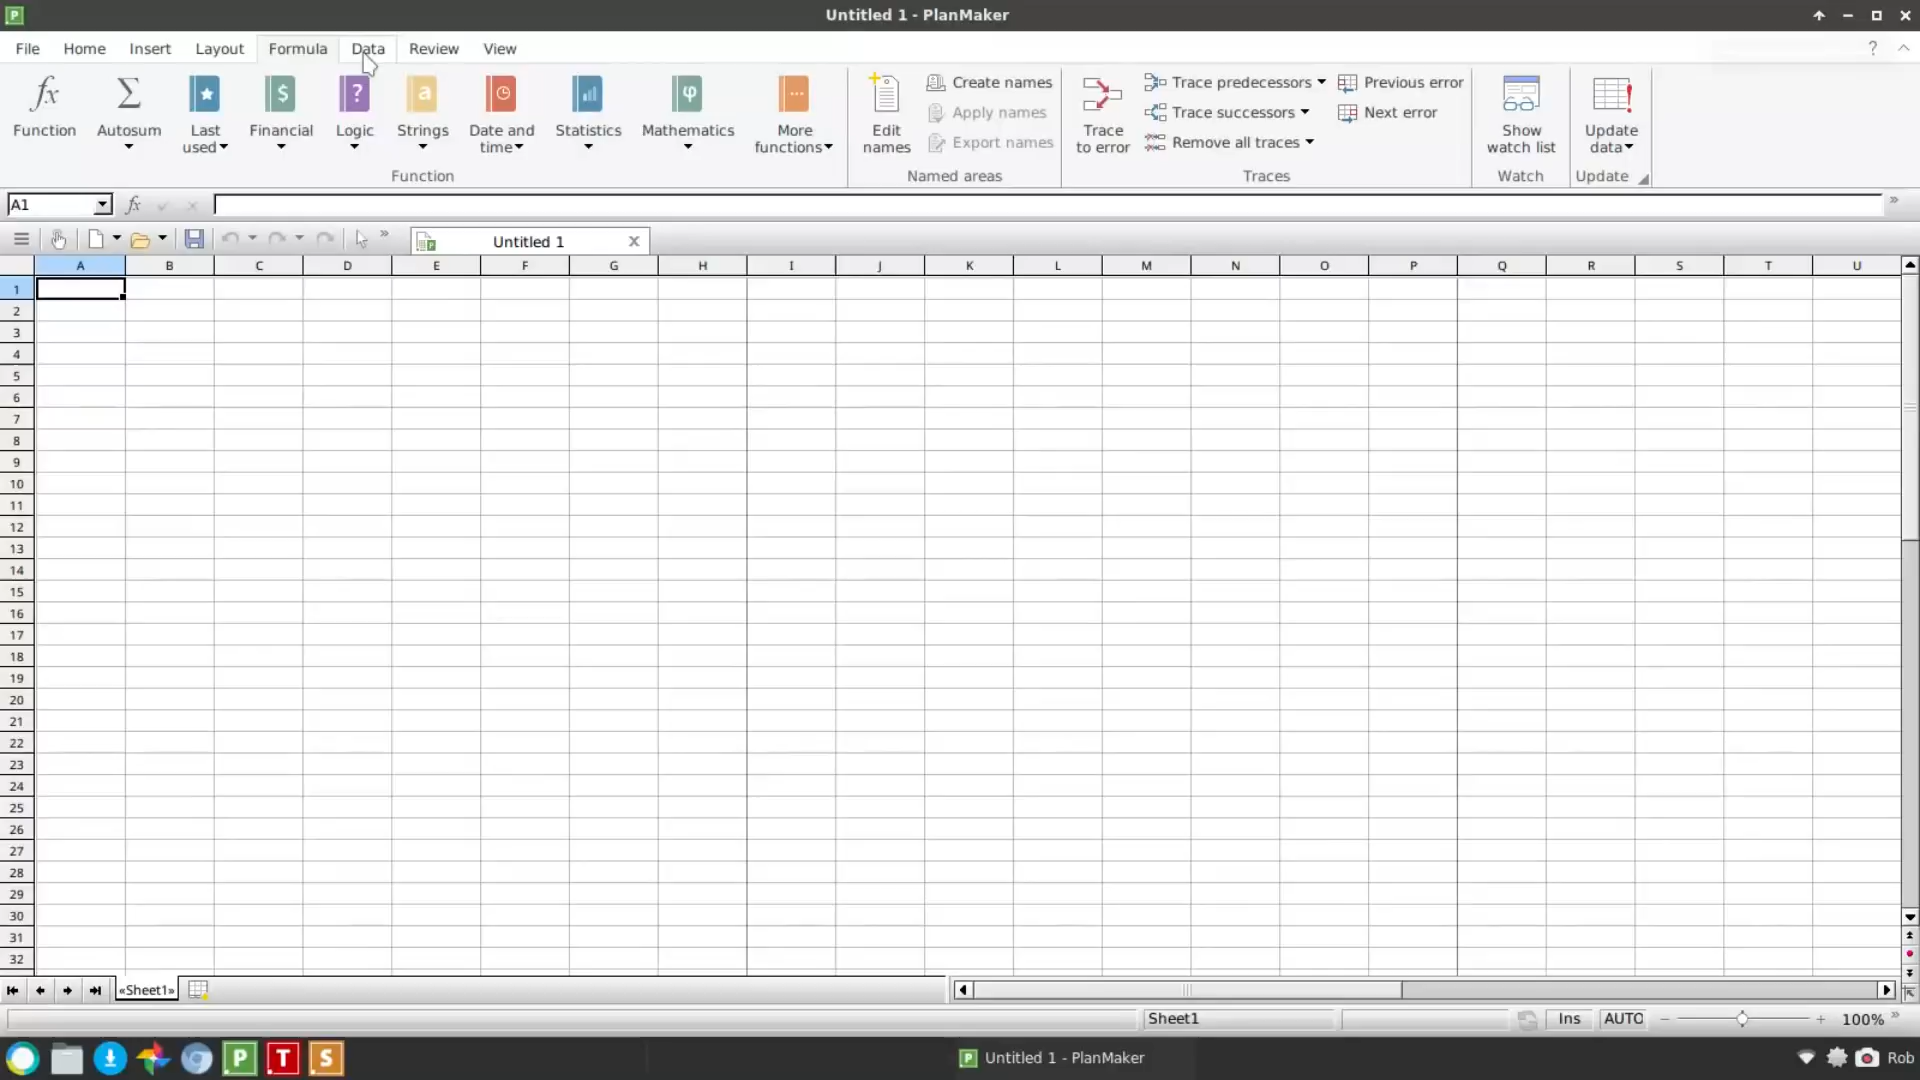 Untitled 1 - PlanMaker
File Home Insert Layout Formula Data Review View
?
Function
Autosum
Last used
Financial
Logic
Strings
Date and time
Statistics
Mathematics
More functions
Function
Edit names
Create names
Apply names
Export names
Named areas
Trace to error
Trace predecessors
Trace successors
Remove all traces
Previous error
Next error
Traces
Show watch list
Watch
Update data
Update
A1
fx
Untitled 1
A B C D E F G H I J K L M N O P Q R S T U
1
2
3
4
5
6
7
8
9
10
11
12
13
14
15
16
17
18
19
20
21
22
23
24
25
26
27
28
29
30
31
32
«Sheet1»
Sheet1 Ins AUTO 100%
P T S
Untitled 1 - PlanMaker
Rob